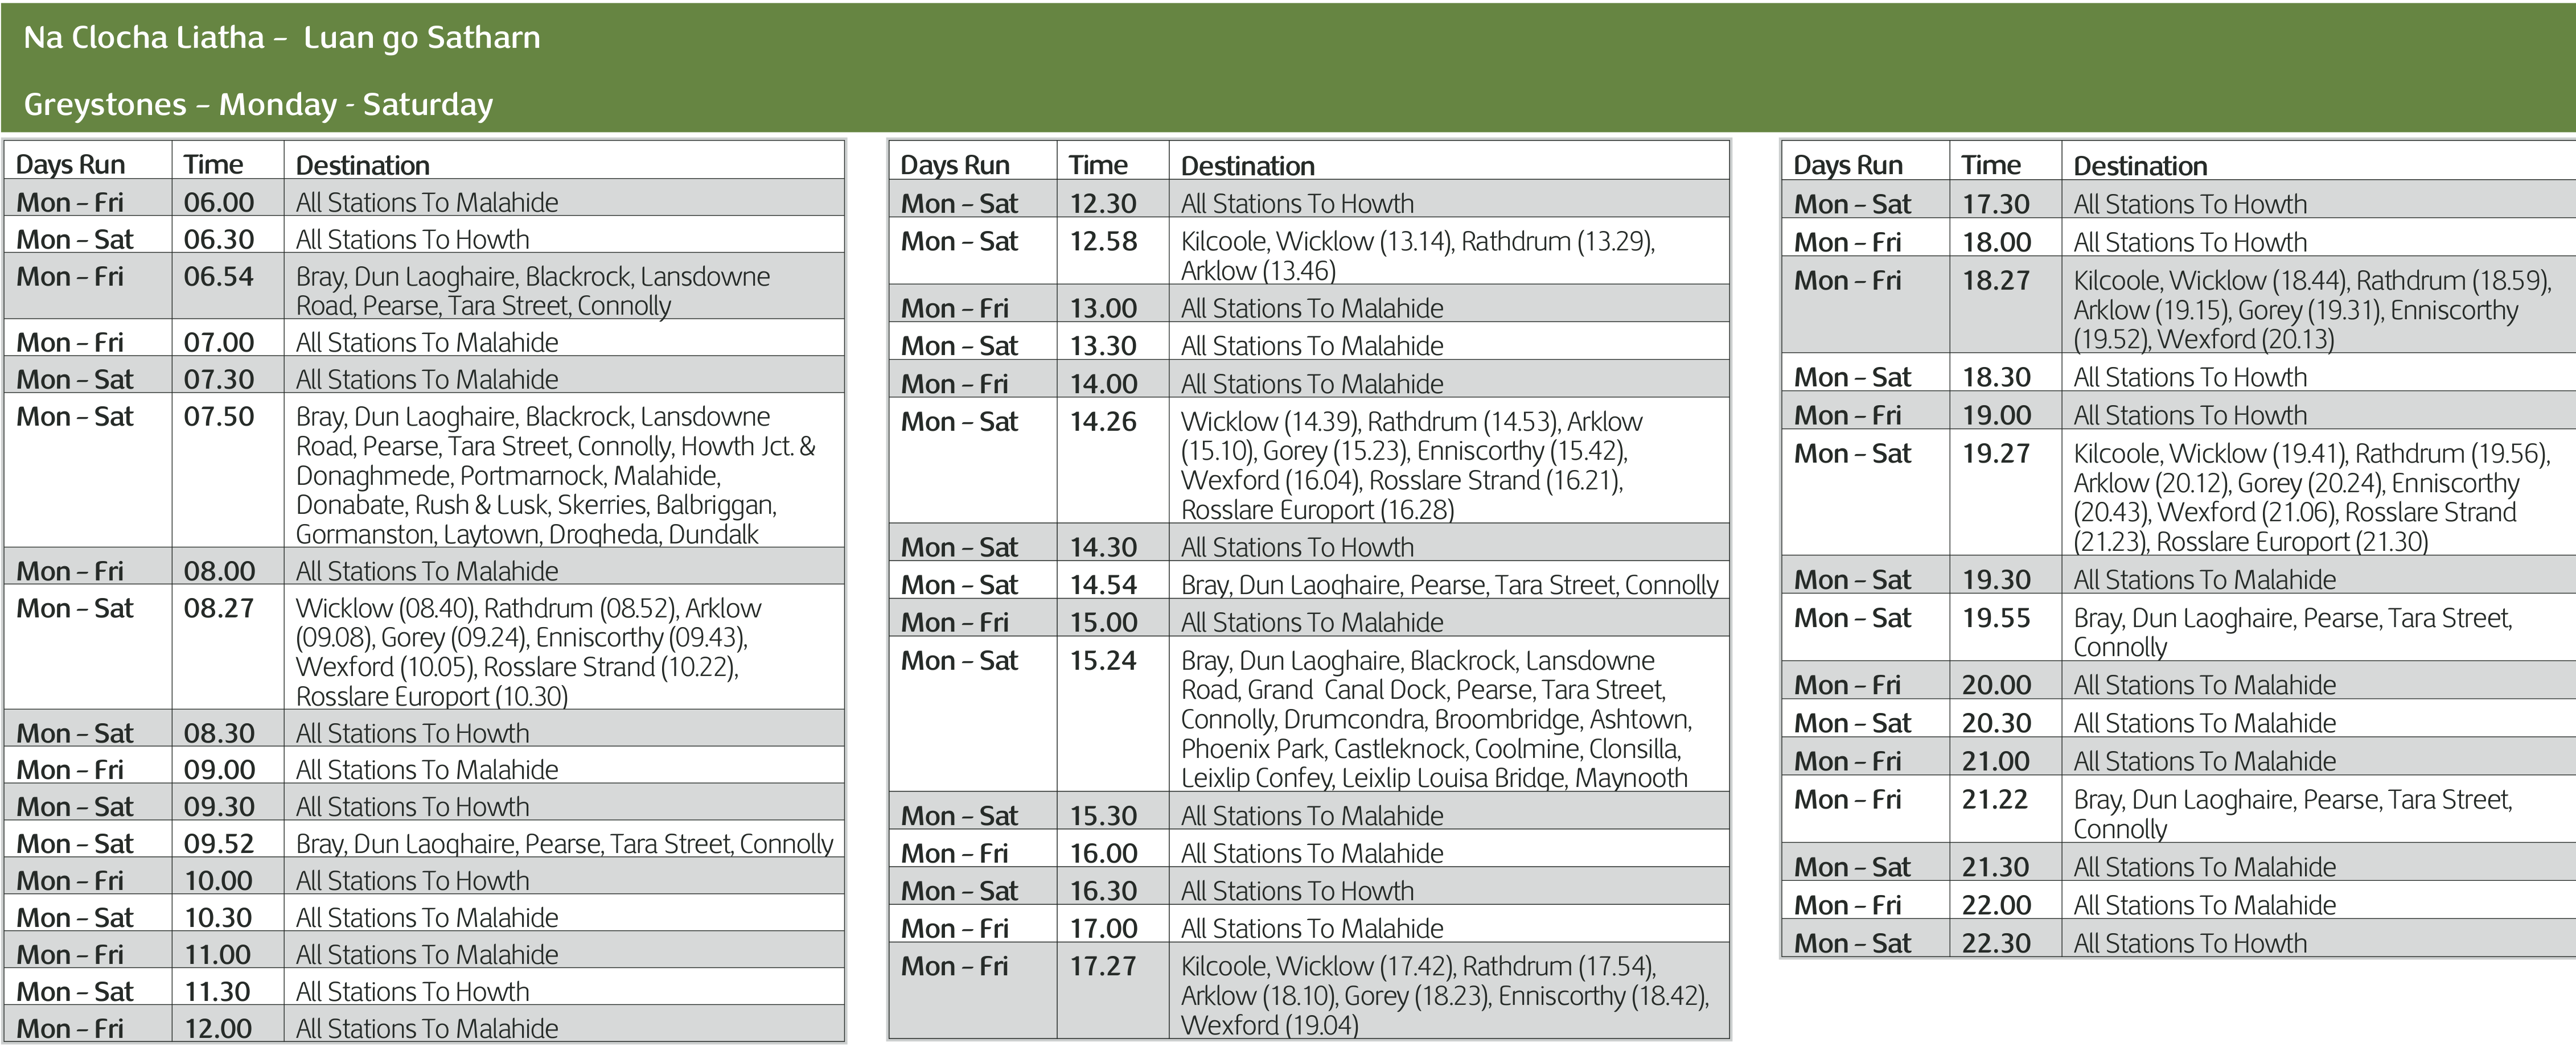 Na Clocha Liatha – Luan go Satharn
Greystones – Monday - Saturday
Days Run Time Destination
Mon – Fri 06.00 All Stations To Malahide
Mon – Sat 06.30 All Stations To Howth
Mon – Fri 06.54 Bray, Dun Laoghaire, Blackrock, Lansdowne
Road, Pearse, Tara Street, Connolly
Mon – Fri 07.00 All Stations To Malahide
Mon – Sat 07.30 All Stations To Malahide
Mon – Sat 07.50 Bray, Dun Laoghaire, Blackrock, Lansdowne
Road, Pearse, Tara Street, Connolly, Howth Jct. &
Donaghmede, Portmarnock, Malahide,
Donabate, Rush & Lusk, Skerries, Balbriggan,
Gormanston, Laytown, Drogheda, Dundalk
Mon – Fri 08.00 All Stations To Malahide
Mon – Sat 08.27 Wicklow (08.40), Rathdrum (08.52), Arklow
(09.08), Gorey (09.24), Enniscorthy (09.43),
Wexford (10.05), Rosslare Strand (10.22),
Rosslare Europort (10.30)
Mon – Sat 08.30 All Stations To Howth
Mon – Fri 09.00 All Stations To Malahide
Mon – Sat 09.30 All Stations To Howth
Mon – Sat 09.52 Bray, Dun Laoghaire, Pearse, Tara Street, Connolly
Mon – Fri 10.00 All Stations To Howth
Mon – Sat 10.30 All Stations To Malahide
Mon – Fri 11.00 All Stations To Malahide
Mon – Sat 11.30 All Stations To Howth
Mon – Fri 12.00 All Stations To Malahide
Days Run Time Destination
Mon – Sat 12.30 All Stations To Howth
Mon – Sat 12.58 Kilcoole, Wicklow (13.14), Rathdrum (13.29),
Arklow (13.46)
Mon – Fri 13.00 All Stations To Malahide
Mon – Sat 13.30 All Stations To Malahide
Mon – Fri 14.00 All Stations To Malahide
Mon – Sat 14.26 Wicklow (14.39), Rathdrum (14.53), Arklow
(15.10), Gorey (15.23), Enniscorthy (15.42),
Wexford (16.04), Rosslare Strand (16.21),
Rosslare Europort (16.28)
Mon – Sat 14.30 All Stations To Howth
Mon – Sat 14.54 Bray, Dun Laoghaire, Pearse, Tara Street, Connolly
Mon – Fri 15.00 All Stations To Malahide
Mon – Sat 15.24 Bray, Dun Laoghaire, Blackrock, Lansdowne
Road, Grand Canal Dock, Pearse, Tara Street,
Connolly, Drumcondra, Broombridge, Ashtown,
Phoenix Park, Castleknock, Coolmine, Clonsilla,
Leixlip Confey, Leixlip Louisa Bridge, Maynooth
Mon – Sat 15.30 All Stations To Malahide
Mon – Fri 16.00 All Stations To Malahide
Mon – Sat 16.30 All Stations To Howth
Mon – Fri 17.00 All Stations To Malahide
Mon – Fri 17.27 Kilcoole, Wicklow (17.42), Rathdrum (17.54),
Arklow (18.10), Gorey (18.23), Enniscorthy (18.42),
Wexford (19.04)
Days Run Time Destination
Mon – Sat 17.30 All Stations To Howth
Mon – Fri 18.00 All Stations To Howth
Mon – Fri 18.27 Kilcoole, Wicklow (18.44), Rathdrum (18.59),
Arklow (19.15), Gorey (19.31), Enniscorthy
(19.52), Wexford (20.13)
Mon – Sat 18.30 All Stations To Howth
Mon – Fri 19.00 All Stations To Howth
Mon – Sat 19.27 Kilcoole, Wicklow (19.41), Rathdrum (19.56),
Arklow (20.12), Gorey (20.24), Enniscorthy
(20.43), Wexford (21.06), Rosslare Strand
(21.23), Rosslare Europort (21.30)
Mon – Sat 19.30 All Stations To Malahide
Mon – Sat 19.55 Bray, Dun Laoghaire, Pearse, Tara Street,
Connolly
Mon – Fri 20.00 All Stations To Malahide
Mon – Sat 20.30 All Stations To Malahide
Mon – Fri 21.00 All Stations To Malahide
Mon – Fri 21.22 Bray, Dun Laoghaire, Pearse, Tara Street,
Connolly
Mon – Sat 21.30 All Stations To Malahide
Mon – Fri 22.00 All Stations To Malahide
Mon – Sat 22.30 All Stations To Howth